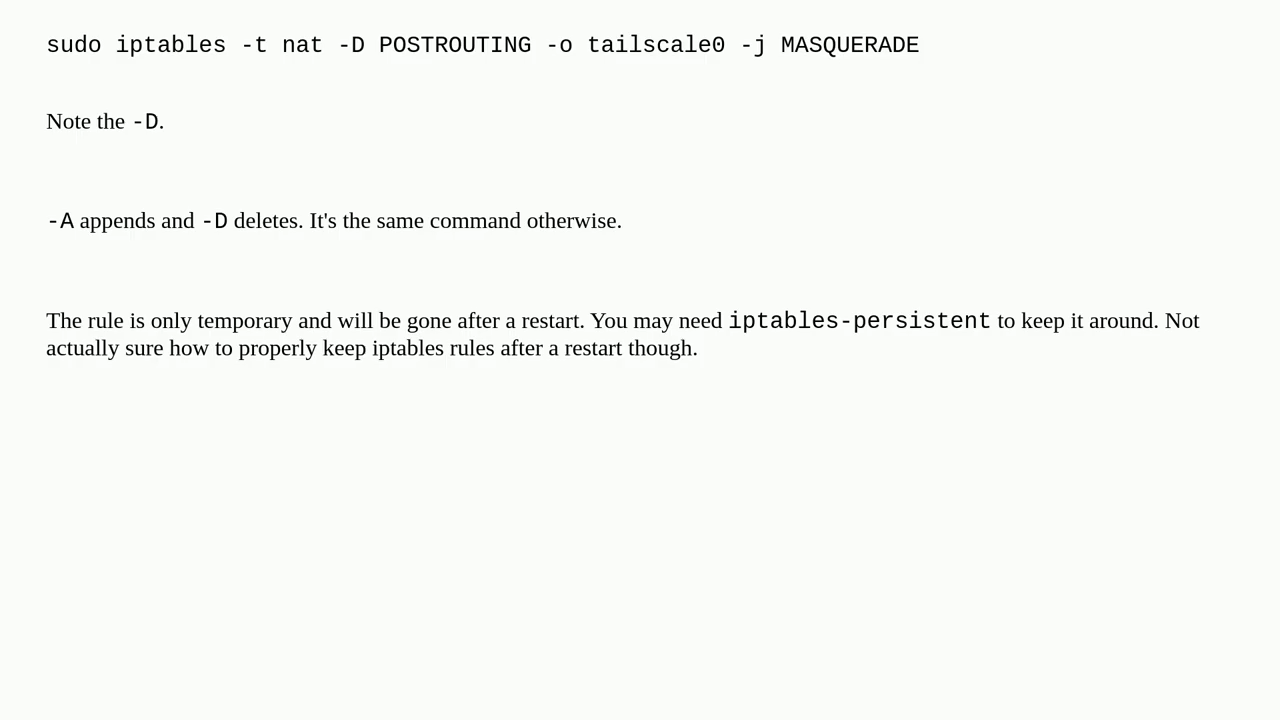 sudo iptables -t nat -D POSTROUTING -o tailscale0 -j MASQUERADE
Note the -D.
-A appends and -D deletes. It's the same command otherwise.
The rule is only temporary and will be gone after a restart. You may need iptables-persistent to keep it around. Not
actually sure how to properly keep iptables rules after a restart though.